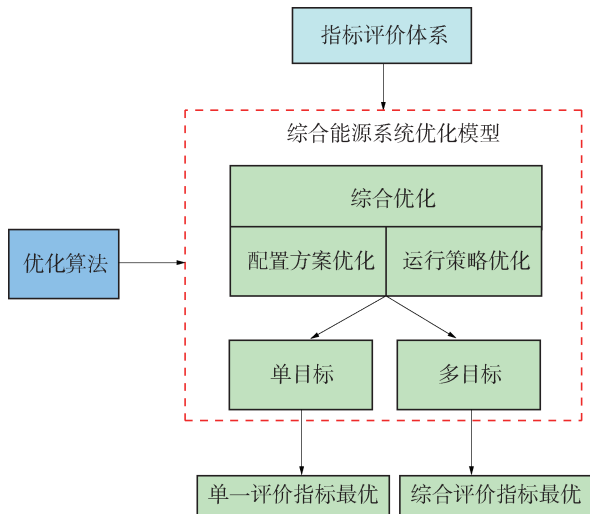 指标评价体系
综合能源系统优化模型
综合优化
配置方案优化
运行策略优化
优化算法
单目标
多目标
单一评价指标最优
综合评价指标最优